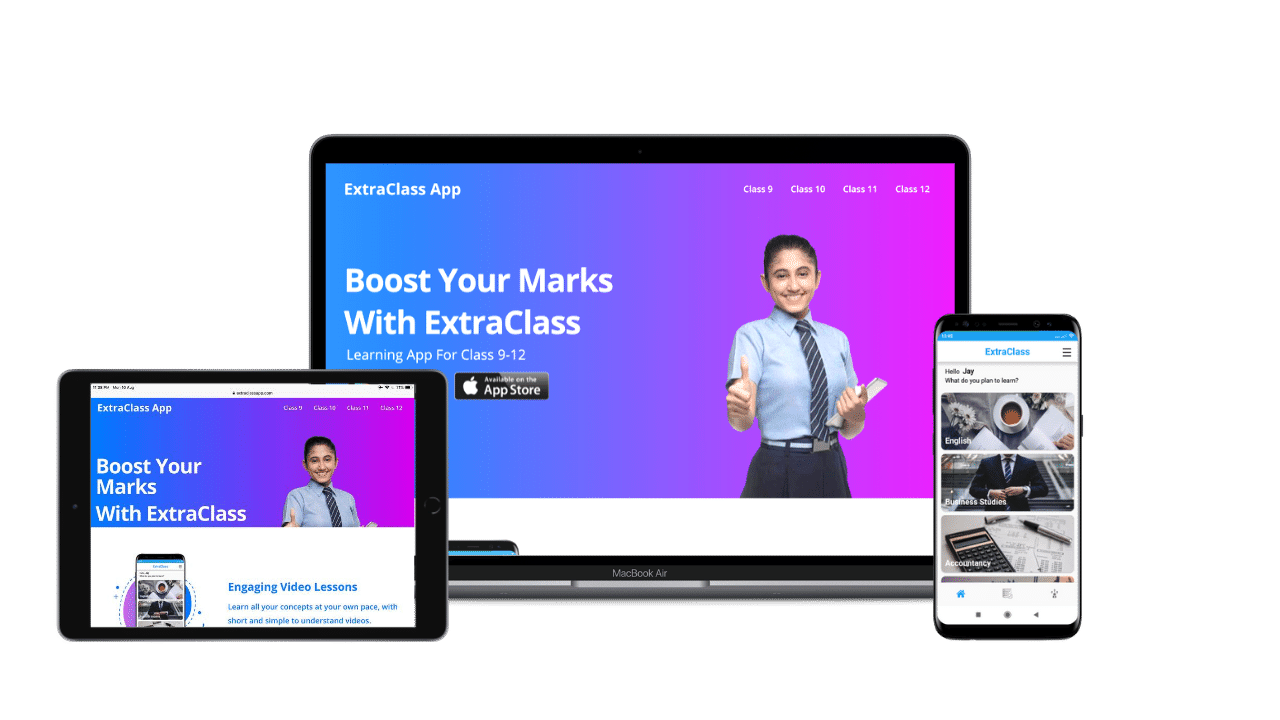 ExtraClass App
Class 9 Class 10 Class 11 Class 12
Boost Your Marks
With ExtraClass
Learning App For Class 9-12
Available on the
App Store
MacBook Air
11:28 PM Mon 10 Aug
11%
extraclassapp.com
ExtraClass App
Class 9 Class 10 Class 11 Class 12
Boost Your
Marks
With ExtraClass
ExtraClass
Engaging Video Lessons
Learn all your concepts at your own pace, with
short and simple to understand videos.
ExtraClass
Hello Jay
What do you plan to learn?
English
Business Studies
Accountancy